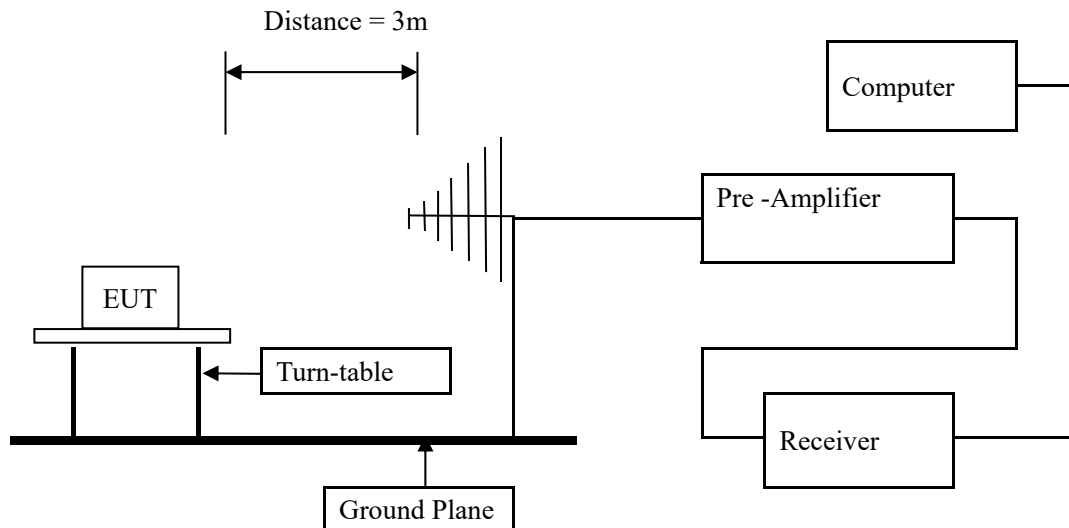 Distance = 3m
Computer
Pre -Amplifier
EUT
Turn-table
Receiver
Ground Plane